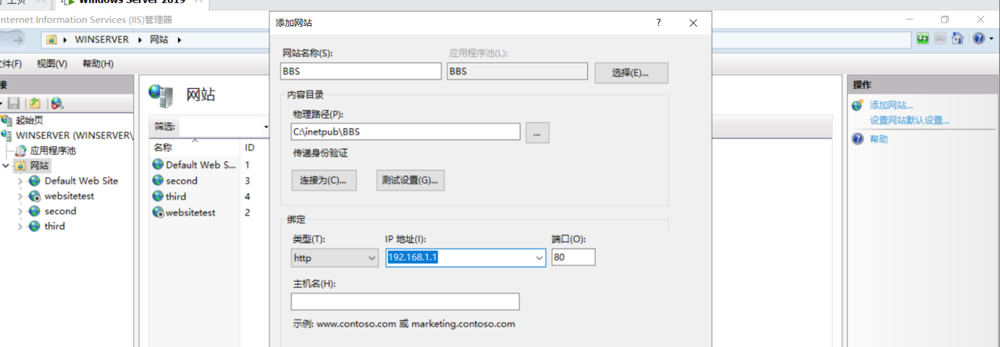 Windows Server 2019
Internet Information Services (IIS)管理器
WINSERVER
网站
文件(F) 视图(V) 帮助(H)
起始页
WINSERVER (WINSERVER\
应用程序池
网站
Default Web Site
websitetest
second
third
网站
筛选:
名称 ID
Default Web S... 1
second 3
third 4
websitetest 2
添加网站 ?
网站名称(S): 应用程序池(L):
BBS BBS 选择(E)...
内容目录
物理路径(P):
C:\inetpub\BBS ...
传递身份验证
连接为(C)... 测试设置(G)...
绑定
类型(T): IP 地址(I): 端口(O):
http 192.168.1.1 80
主机名(H):
示例: www.contoso.com 或 marketing.contoso.com
操作
添加网站...
设置网站默认设置...
帮助